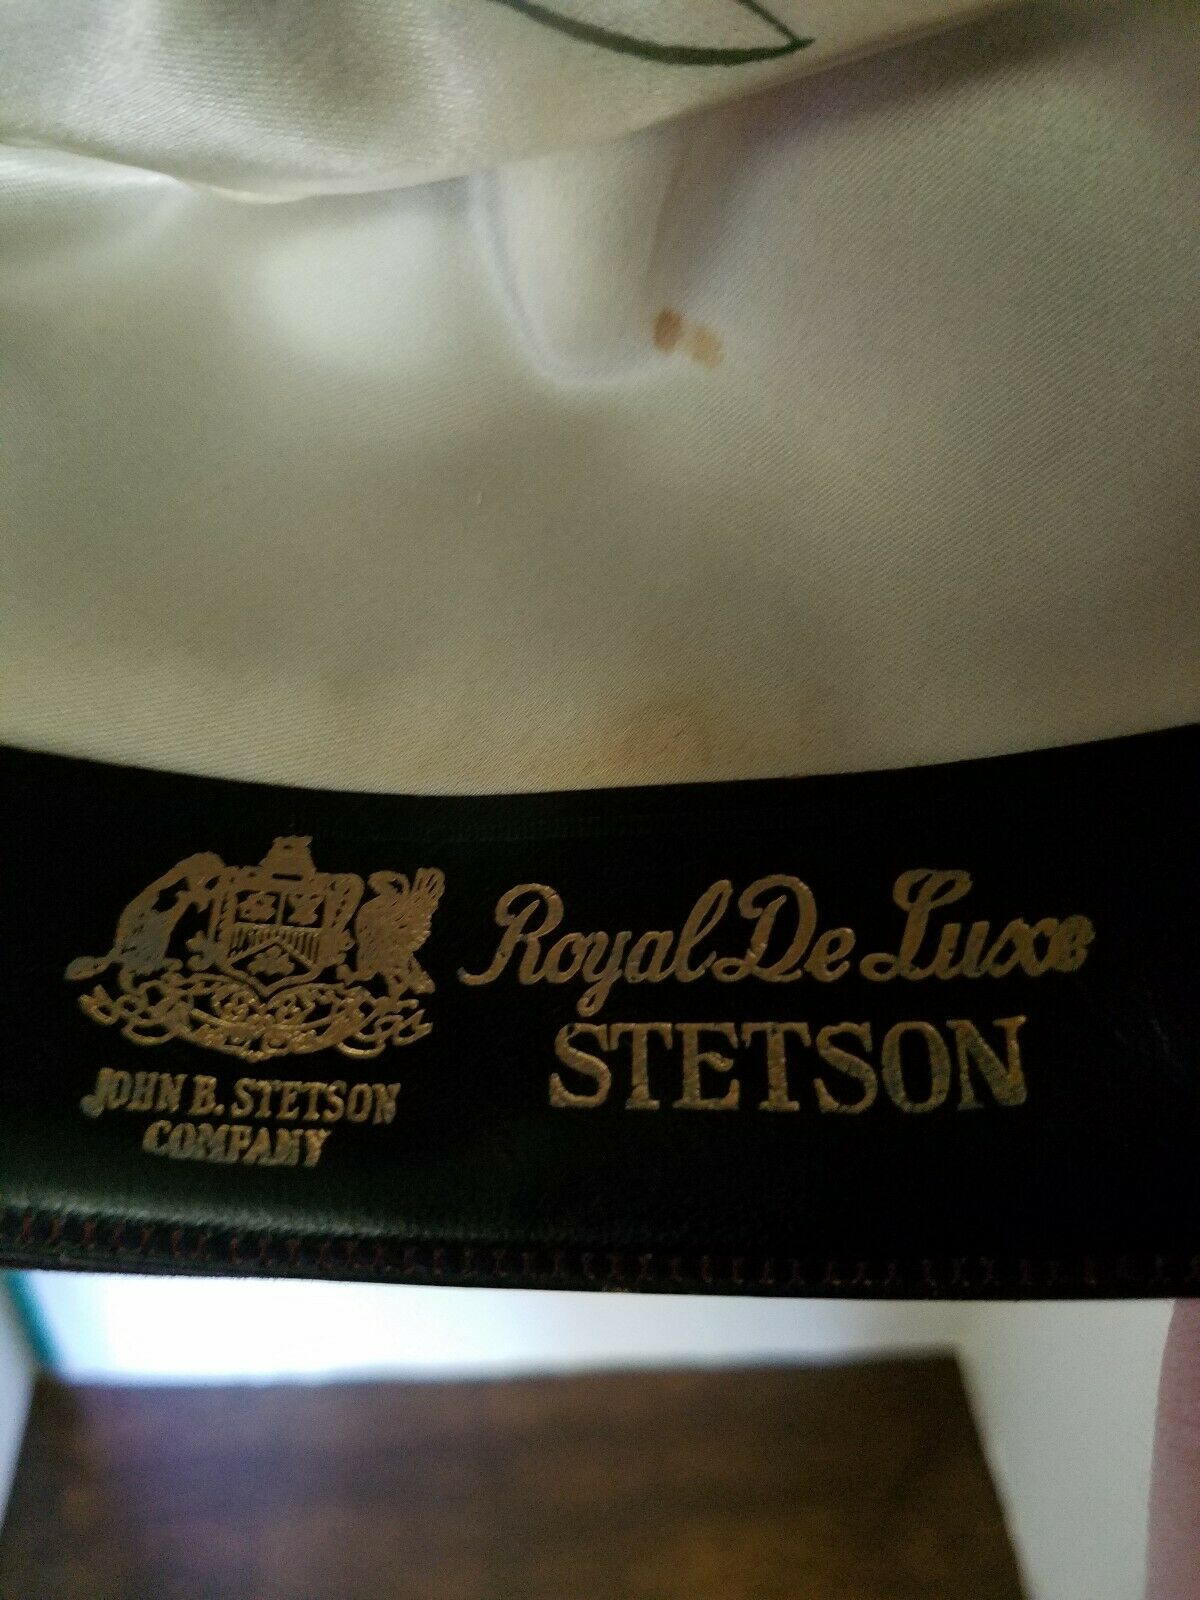 Royal De Luxe
STETSON
JOHN B. STETSON
COMPANY